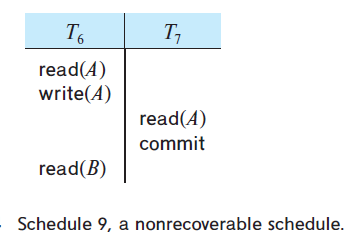 T6 T7
read(A)
write(A)
read(A)
commit
read(B)
Schedule 9, a nonrecoverable schedule.